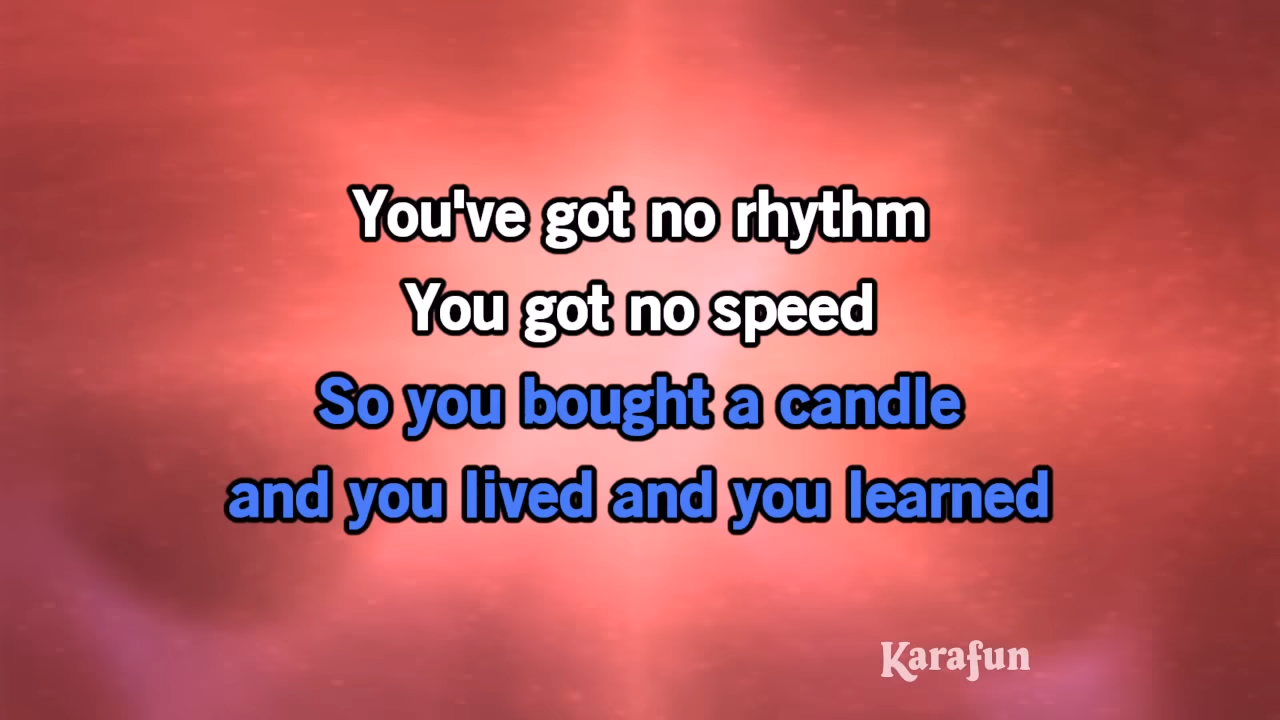 You've got no rhythm
You got no speed
So you bought a candle
and you lived and you learned
Karafun